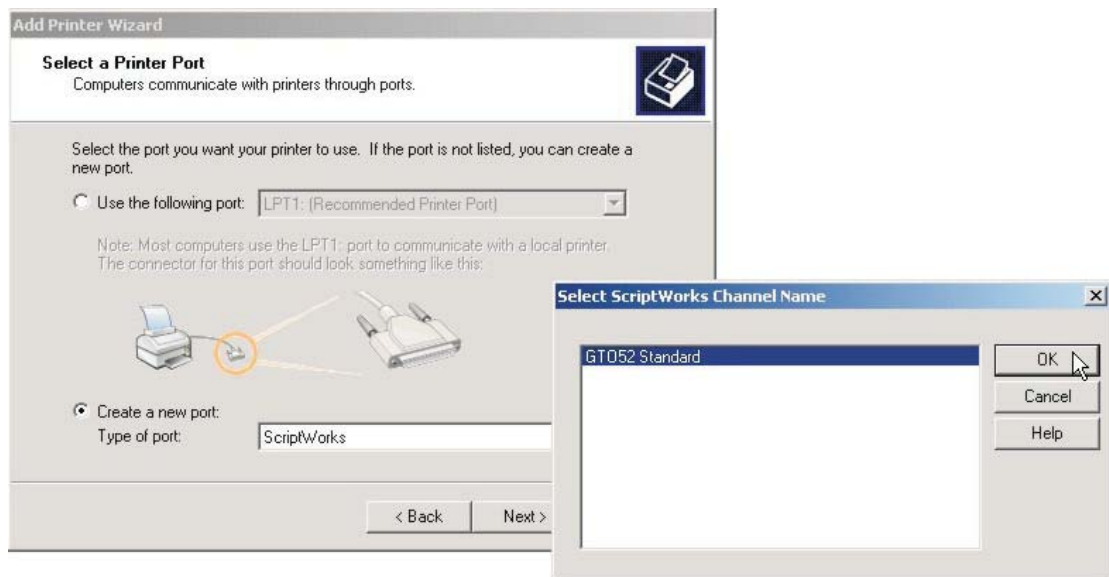 Add Printer Wizard
Select a Printer Port
Computers communicate with printers through ports.
Select the port you want your printer to use. If the port is not listed, you can create a
new port.
Use the following port: LPT1: (Recommended Printer Port)
Note: Most computers use the LPT1: port to communicate with a local printer.
The connector for this port should look something like this:
Create a new port:
Type of port: ScriptWorks
< Back Next >
Select ScriptWorks Channel Name
GTO52 Standard
OK
Cancel
Help